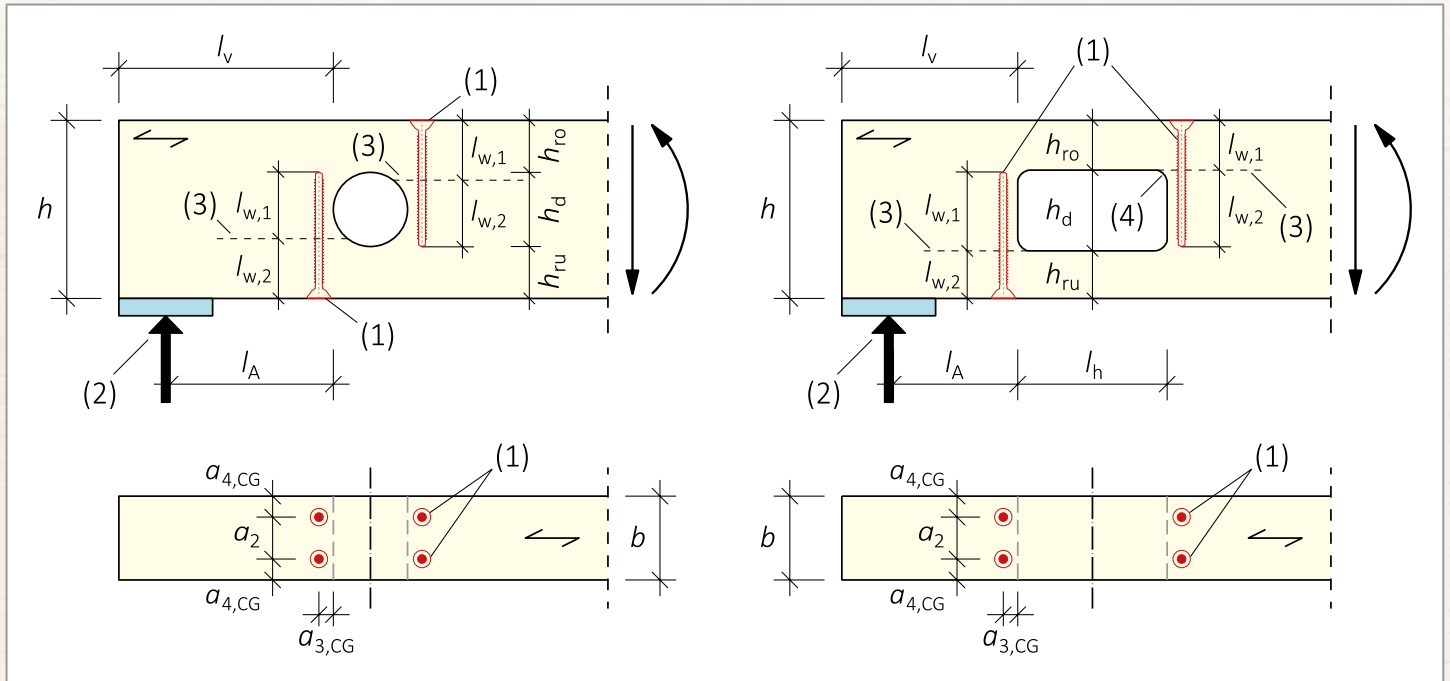 l_v
(1)
h
(3)
l_w,1
h_ro
(3)
l_w,1
l_w,2
h_d
l_w,2
h_ru
(1)
(2)
l_A
a_4,CG
(1)
a_2
b
a_4,CG
a_3,CG
l_v
(1)
h
h_ro
l_w,1
(3)
l_w,1
h_d
(4)
l_w,2
(3)
l_w,2
h_ru
(2)
l_A
l_h
a_4,CG
(1)
b
a_2
a_4,CG
a_3,CG